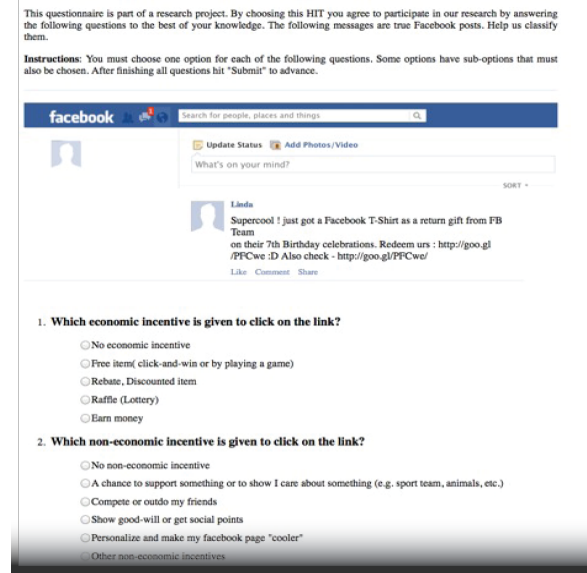 This questionnaire is part of a research project. By choosing this HIT you agree to participate in our research by answering
the following questions to the best of your knowledge. The following messages are true Facebook posts. Help us classify
them.
Instructions: You must choose one option for each of the following questions. Some options have sub-options that must
also be chosen. After finishing all questions hit "Submit" to advance.
facebook
Search for people, places and things
Update Status Add Photos/Video
What's on your mind?
SORT
Linda
Supercool ! just got a Facebook T-Shirt as a return gift from FB
Team
on their 7th Birthday celebrations. Redeem urs : http://goo.gl
/PFCwe :D Also check - http://goo.gl/PFCwe/
Like Comment Share
1. Which economic incentive is given to click on the link?
No economic incentive
Free item( click-and-win or by playing a game)
Rebate, Discounted item
Raffle (Lottery)
Earn money
2. Which non-economic incentive is given to click on the link?
No non-economic incentive
A chance to support something or to show I care about something (e.g. sport team, animals, etc.)
Compete or outdo my friends
Show good-will or get social points
Personalize and make my facebook page "cooler"
Other non-economic incentives